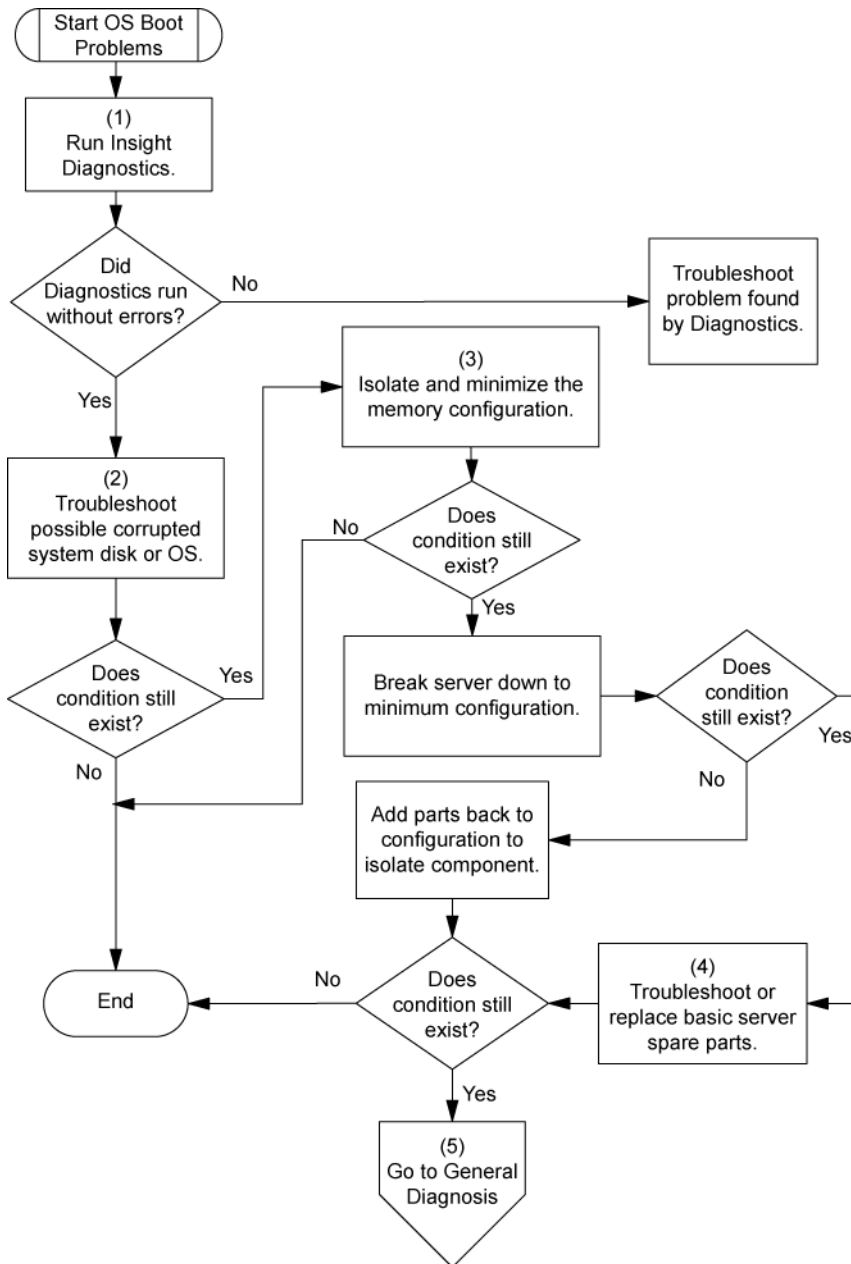 Start OS Boot
Problems
(1)
Run Insight
Diagnostics.
Did
Diagnostics run
without errors?
No
Troubleshoot
problem found
by Diagnostics.
Yes
(2)
Troubleshoot
possible corrupted
system disk or OS.
(3)
Isolate and minimize the
memory configuration.
No
Does
condition still
exist?
Yes
Does
condition still
exist?
Yes
No
Break server down to
minimum configuration.
Does
condition
still exist?
Yes
No
Add parts back to
configuration to
isolate component.
End
No
Does
condition still
exist?
(4)
Troubleshoot or
replace basic server
spare parts.
Yes
(5)
Go to General
Diagnosis